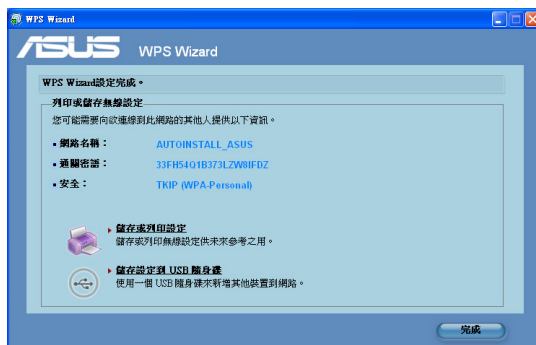 WPS Wizard
ASUS WPS Wizard
WPS Wizard設定完成。
列印或儲存無線設定
您可能需要向欲連線到此網路的其他人提供以下資訊。
網路名稱： AUTOINSTALL_ASUS
通關密語： 33FH54O1B373LZW8IFDZ
安全： TKIP (WPA-Personal)
儲存或列印設定
儲存或列印無線設定供未來參考之用。
儲存設定到 USB 隨身碟
使用一個 USB 隨身碟來新增其他裝置到網路。
完成